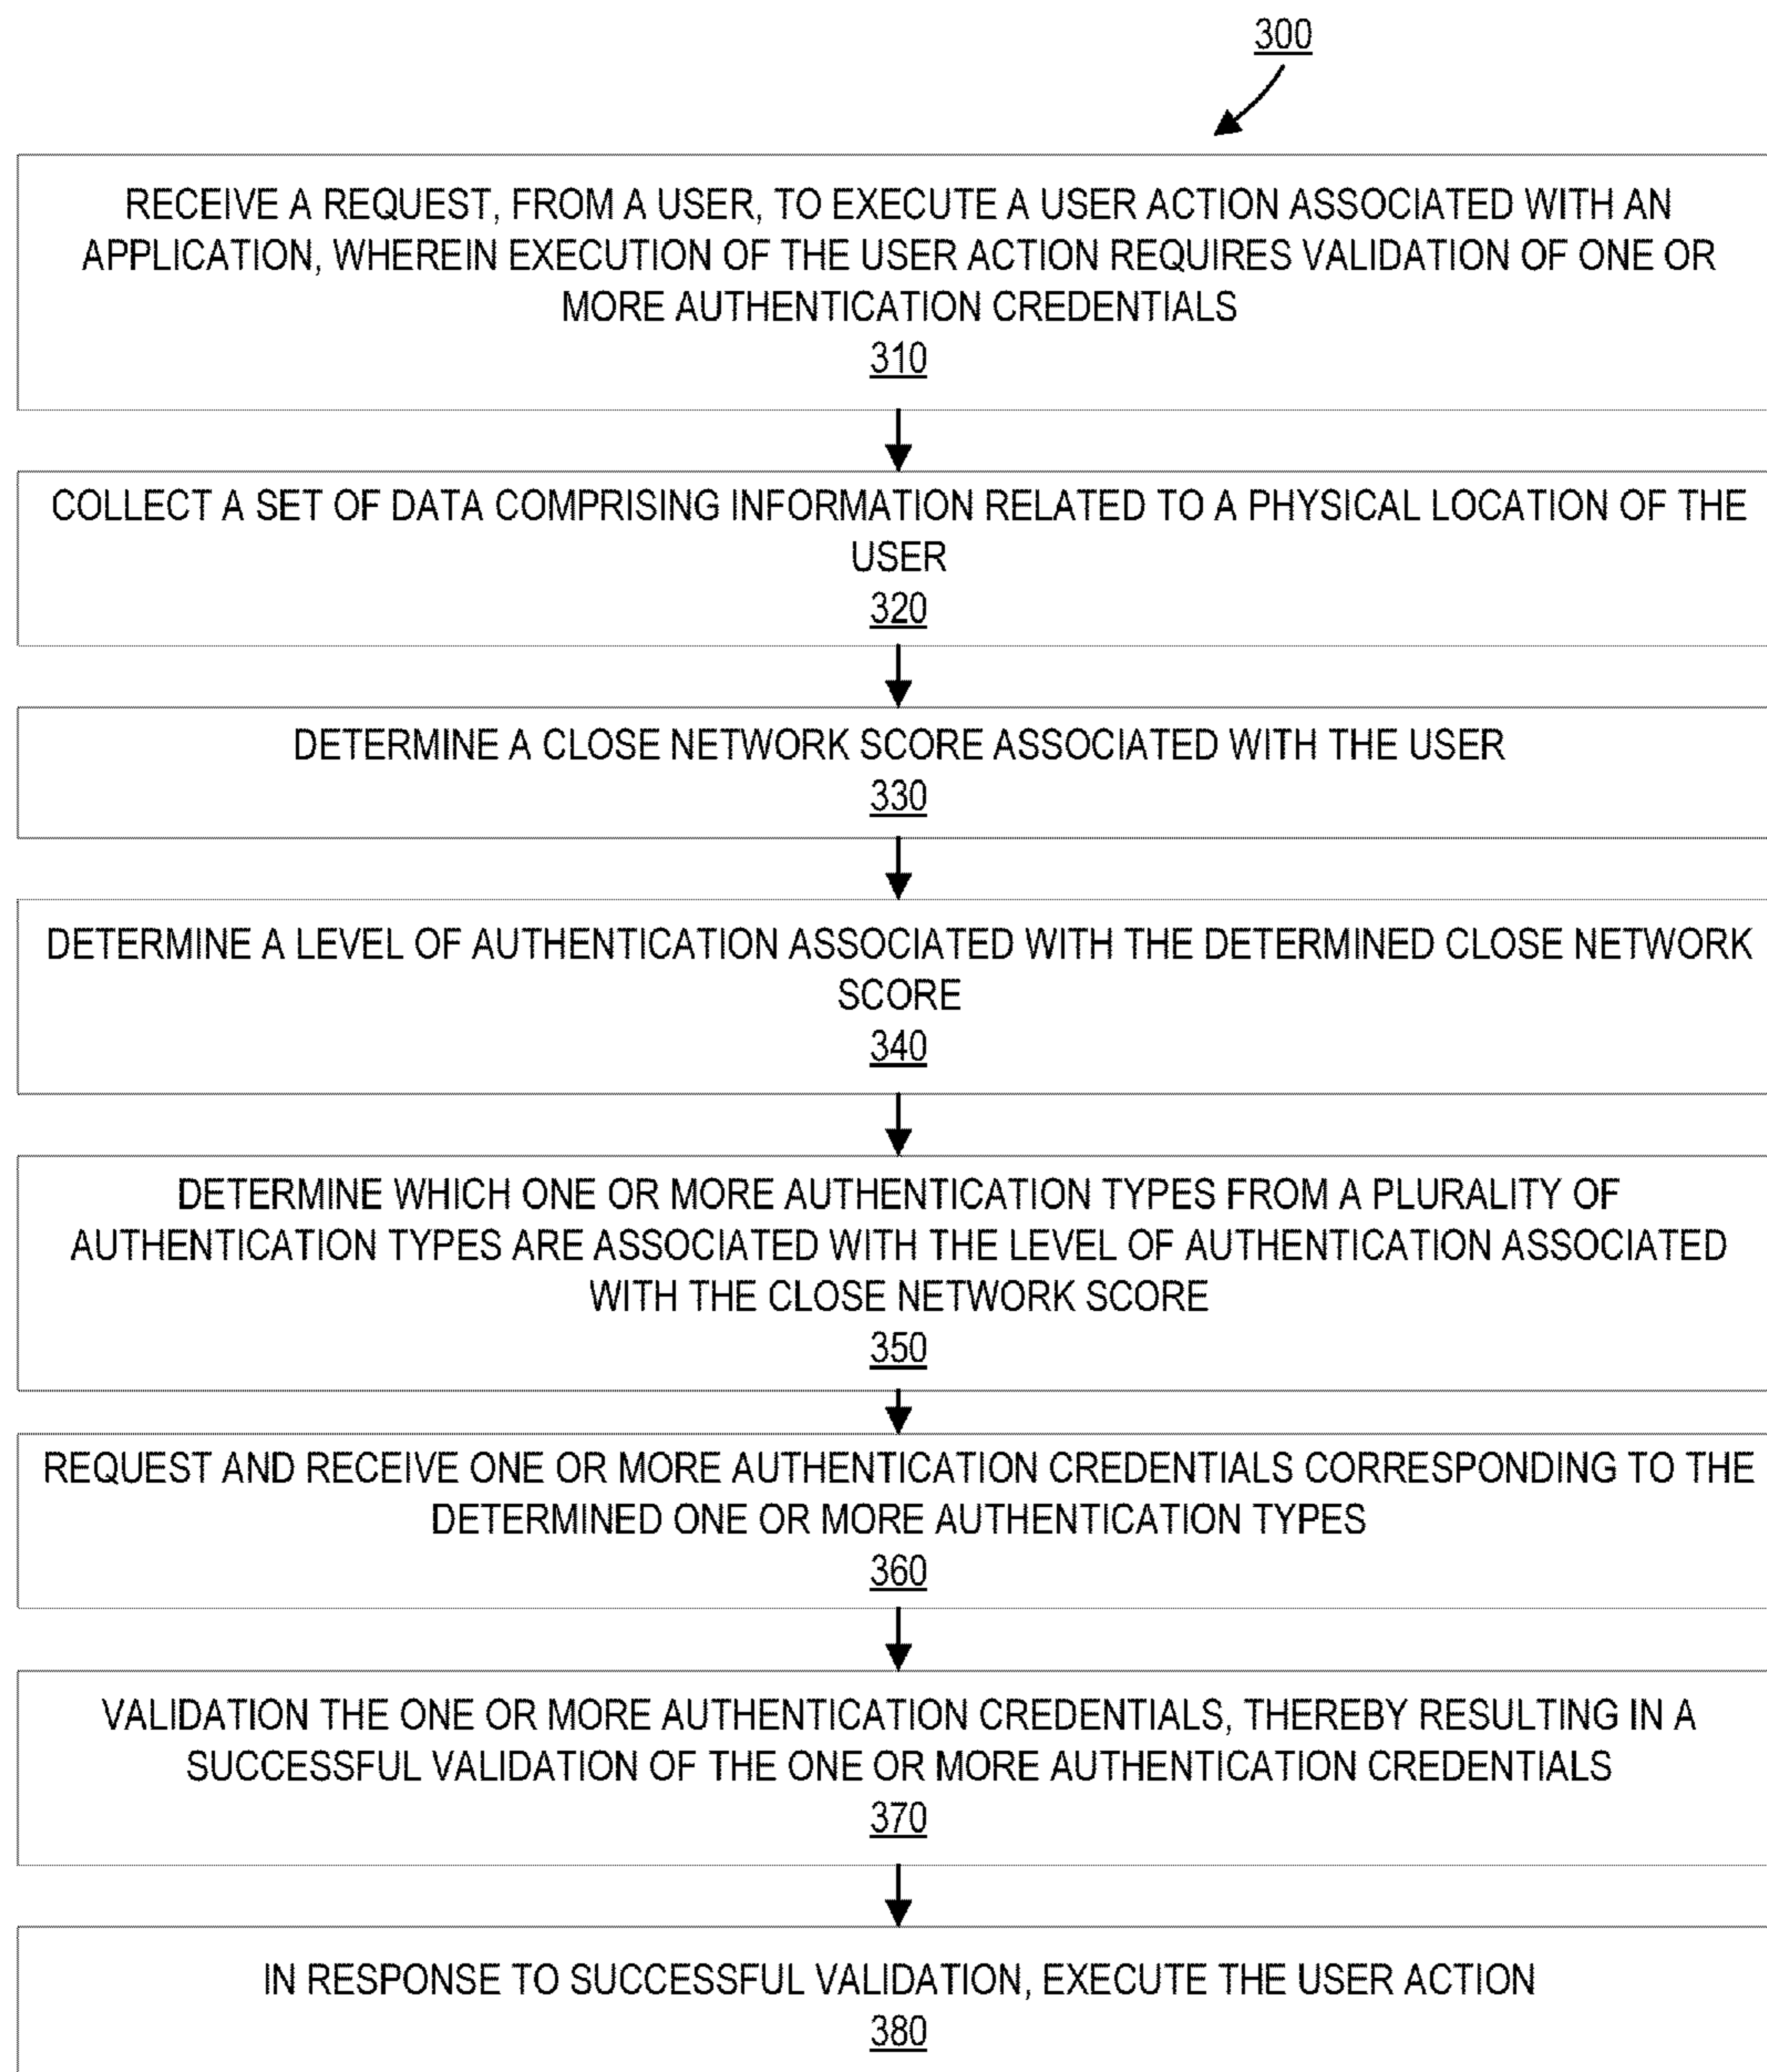 300
RECEIVE A REQUEST, FROM A USER, TO EXECUTE A USER ACTION ASSOCIATED WITH AN
APPLICATION, WHEREIN EXECUTION OF THE USER ACTION REQUIRES VALIDATION OF ONE OR
MORE AUTHENTICATION CREDENTIALS
310
COLLECT A SET OF DATA COMPRISING INFORMATION RELATED TO A PHYSICAL LOCATION OF THE
USER
320
DETERMINE A CLOSE NETWORK SCORE ASSOCIATED WITH THE USER
330
DETERMINE A LEVEL OF AUTHENTICATION ASSOCIATED WITH THE DETERMINED CLOSE NETWORK
SCORE
340
DETERMINE WHICH ONE OR MORE AUTHENTICATION TYPES FROM A PLURALITY OF
AUTHENTICATION TYPES ARE ASSOCIATED WITH THE LEVEL OF AUTHENTICATION ASSOCIATED
WITH THE CLOSE NETWORK SCORE
350
REQUEST AND RECEIVE ONE OR MORE AUTHENTICATION CREDENTIALS CORRESPONDING TO THE
DETERMINED ONE OR MORE AUTHENTICATION TYPES
360
VALIDATION THE ONE OR MORE AUTHENTICATION CREDENTIALS, THEREBY RESULTING IN A
SUCCESSFUL VALIDATION OF THE ONE OR MORE AUTHENTICATION CREDENTIALS
370
IN RESPONSE TO SUCCESSFUL VALIDATION, EXECUTE THE USER ACTION
380